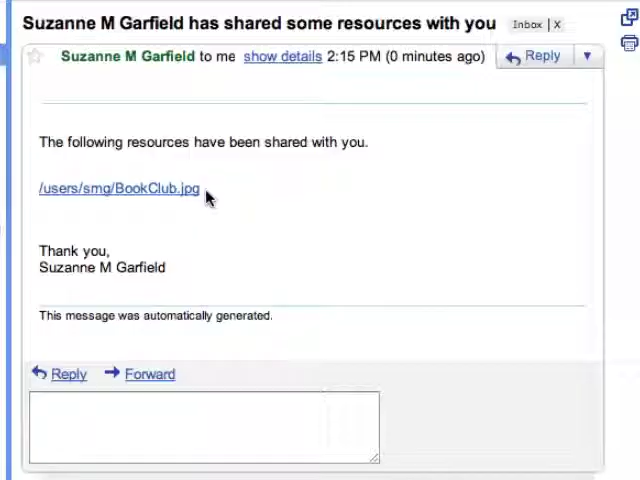 Suzanne M Garfield has shared some resources with you Inbox | X
Suzanne M Garfield to me show details 2:15 PM (0 minutes ago) Reply
The following resources have been shared with you.
/users/smg/BookClub.jpg
Thank you,
Suzanne M Garfield
This message was automatically generated.
Reply Forward